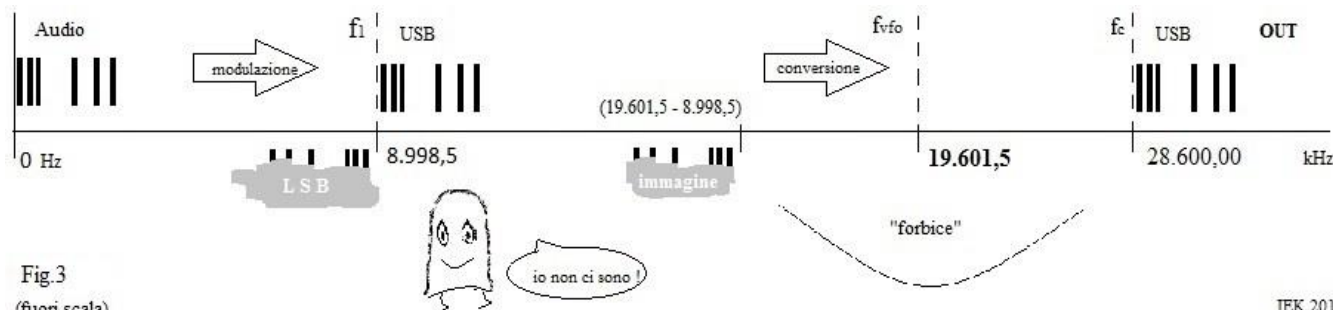 Audio
f1
USB
fvfo
fc
USB
OUT
modulazione
conversione
(19.601,5 - 8.998,5)
0 Hz
8.998,5
19.601,5
28.600,00
kHz
L S B
immagine
"forbice"
io non ci sono !
Fig.3
(fuori scala)
IEK 201